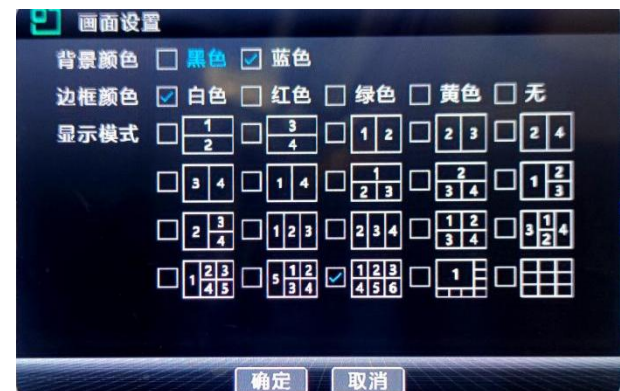 画面设置
背景颜色 黑色 蓝色
边框颜色 白色 红色 绿色 黄色 无
显示模式 1 2 3 4 1 2 2 3 2 4
3 4 1 4 1 2 3 2 3 4 1 2 3
2 3 4 1 2 3 2 3 4 1 2 3 4 3 1 2 4
1 2 3 4 5 5 1 2 3 4 1 2 3 4 5 6 1
确定 取消